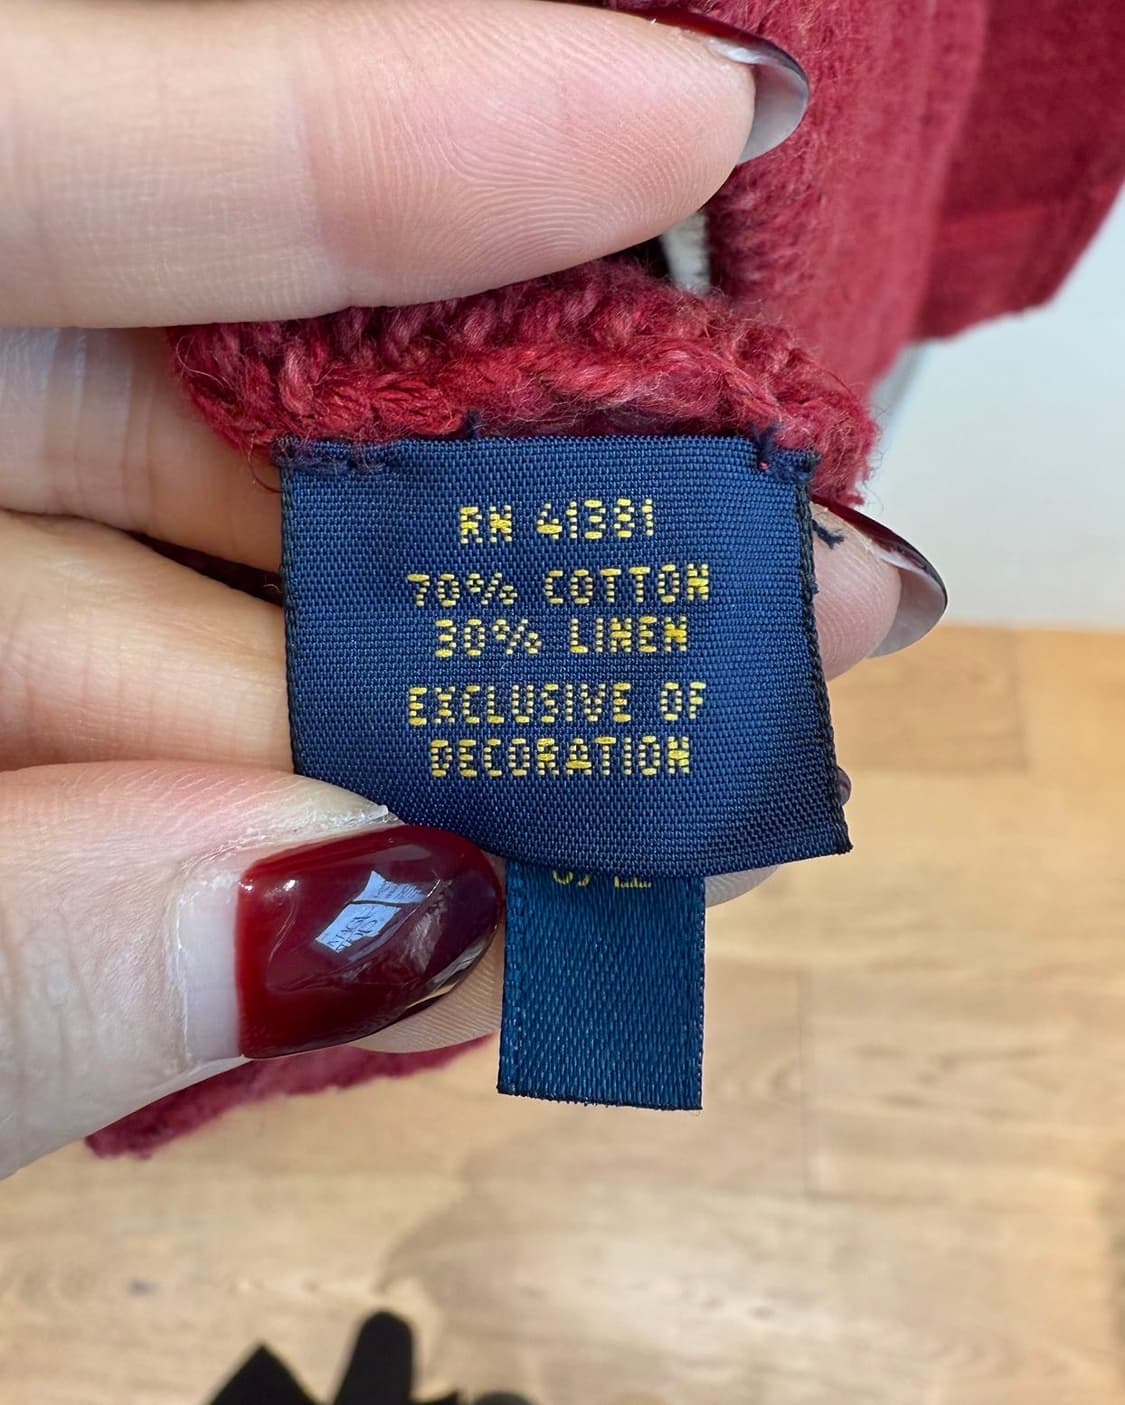 RN 41381
70% COTTON
30% LINEN
EXCLUSIVE OF
DECORATION